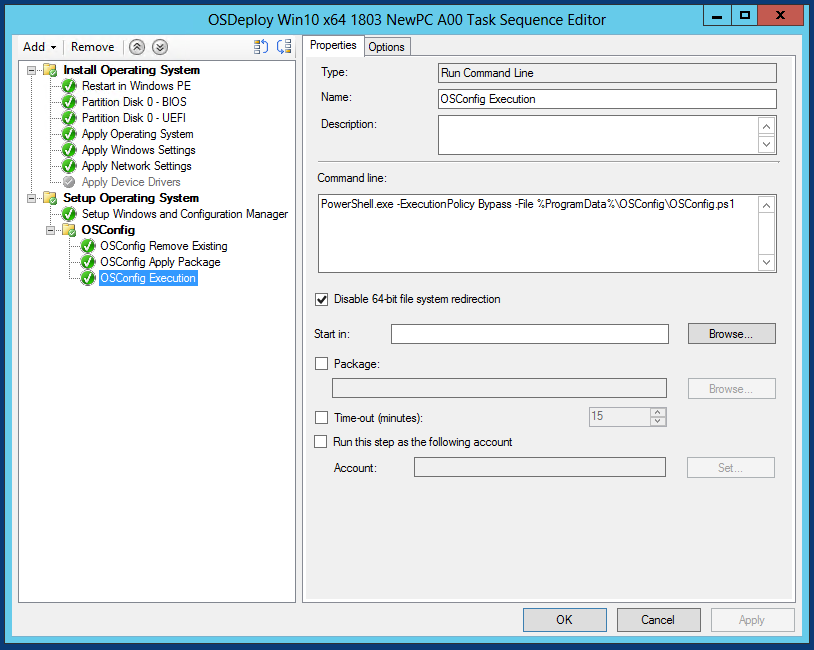 OSDeploy Win10 x64 1803 NewPC A00 Task Sequence Editor
Add Remove
Install Operating System
Restart in Windows PE
Partition Disk 0 - BIOS
Partition Disk 0 - UEFI
Apply Operating System
Apply Windows Settings
Apply Network Settings
Apply Device Drivers
Setup Operating System
Setup Windows and Configuration Manager
OSConfig
OSConfig Remove Existing
OSConfig Apply Package
OSConfig Execution
Properties Options
Type: Run Command Line
Name: OSConfig Execution
Description:
Command line:
PowerShell.exe -ExecutionPolicy Bypass -File %ProgramData%\OSConfig\OSConfig.ps1
Disable 64-bit file system redirection
Start in: Browse...
Package:
Browse...
Time-out (minutes): 15
Run this step as the following account
Account: Set...
OK Cancel Apply